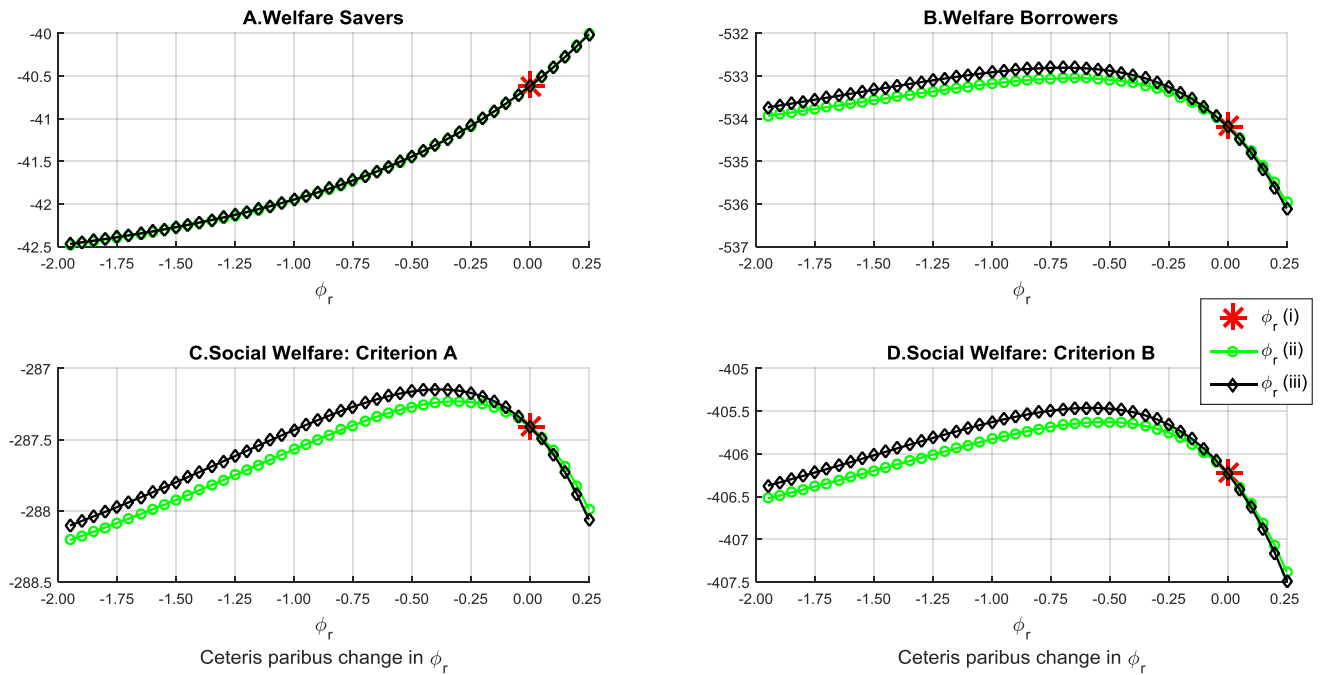 A.Welfare Savers
-40
-40.5
-41
-41.5
-42
-42.5
-2.00 -1.75 -1.50 -1.25 -1.00 -0.75 -0.50 -0.25 0.00 0.25
ϕr
B.Welfare Borrowers
-532
-533
-534
-535
-536
-537
-2.00 -1.75 -1.50 -1.25 -1.00 -0.75 -0.50 -0.25 0.00 0.25
ϕr
ϕr (i)
ϕr (ii)
ϕr (iii)
C.Social Welfare: Criterion A
-287
-287.5
-288
-288.5
-2.00 -1.75 -1.50 -1.25 -1.00 -0.75 -0.50 -0.25 0.00 0.25
ϕr
Ceteris paribus change in ϕr
D.Social Welfare: Criterion B
-405
-405.5
-406
-406.5
-407
-407.5
-2.00 -1.75 -1.50 -1.25 -1.00 -0.75 -0.50 -0.25 0.00 0.25
ϕr
Ceteris paribus change in ϕr